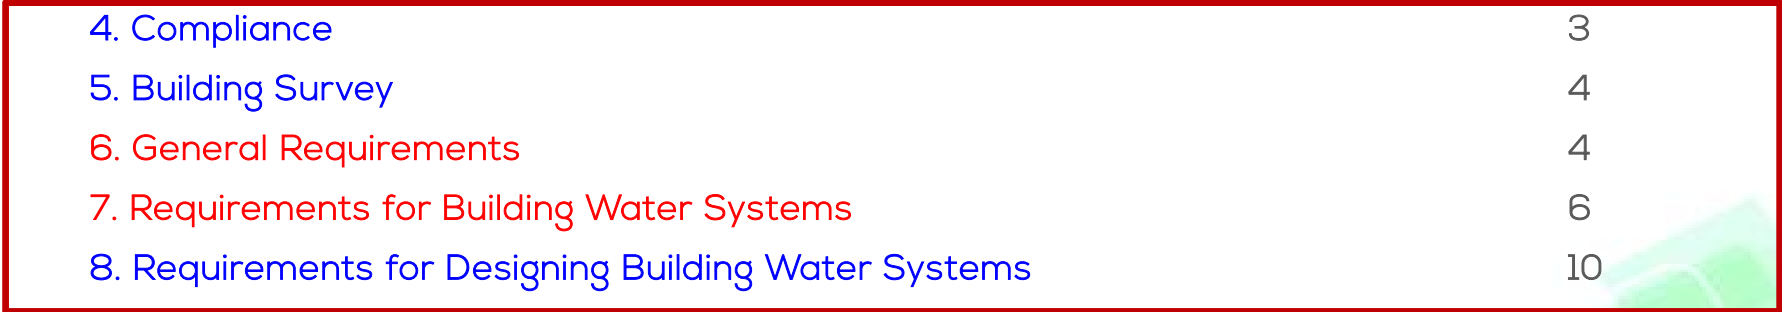 4. Compliance 3
5. Building Survey 4
6. General Requirements 4
7. Requirements for Building Water Systems 6
8. Requirements for Designing Building Water Systems 10